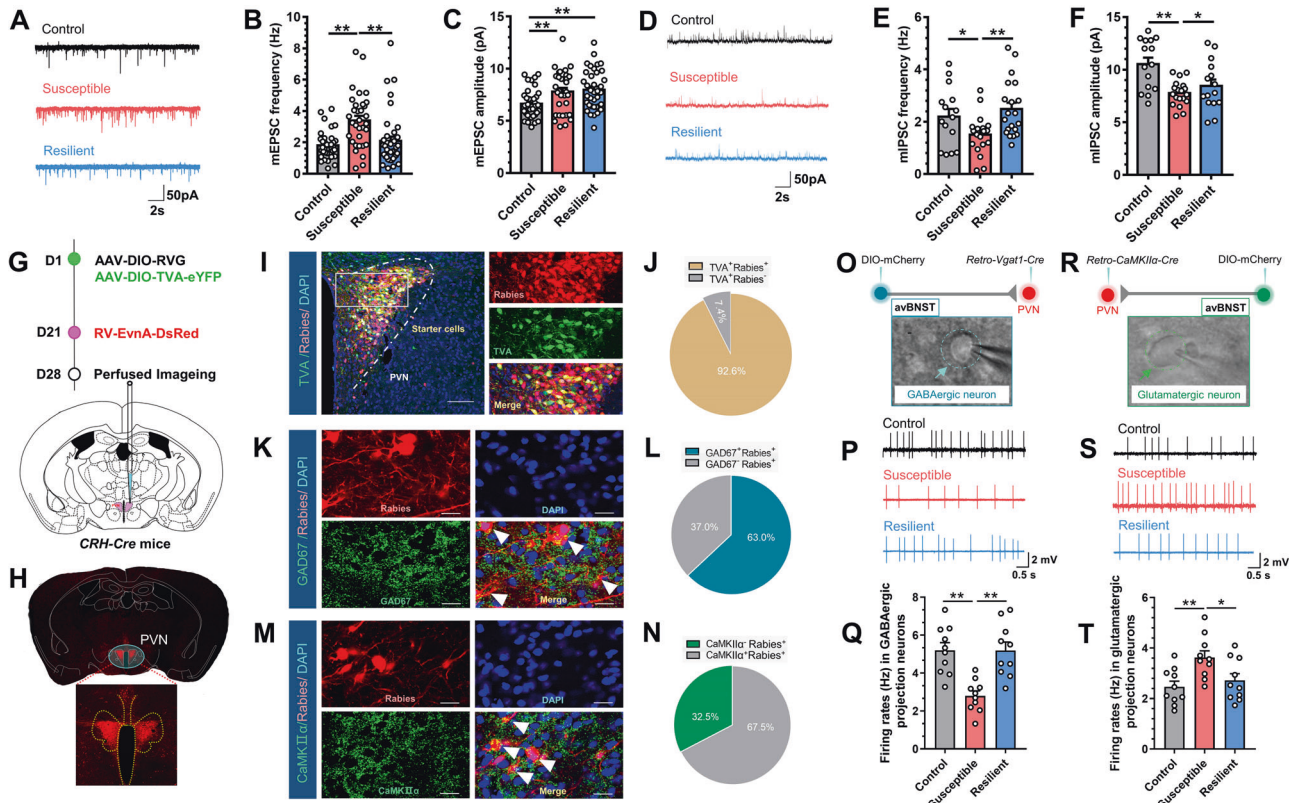 A
Control
Susceptible
Resilient
50pA
2s
B
mEPSC frequency (Hz)
10
8
6
4
2
0
**
**
Control
Susceptible
Resilient
C
mEPSC amplitude (pA)
15
10
5
0
**
**
Control
Susceptible
Resilient
D
Control
Susceptible
Resilient
50pA
2s
E
mIPSC frequency (Hz)
6
4
2
0
*
**
Control
Susceptible
Resilient
F
mIPSC amplitude (pA)
15
10
5
0
**
*
Control
Susceptible
Resilient
G
D1
AAV-DIO-RVG
AAV-DIO-TVA-eYFP
D21
RV-EvnA-DsRed
D28
Perfused Imageing
CRH-Cre mice
H
PVN
I
TVA/Rabies/ DAPI
Starter cells
PVN
Rabies
TVA
Merge
J
TVA+Rabies+
TVA+Rabies-
7.4%
92.6%
K
GAD67/Rabies/ DAPI
Rabies
DAPI
GAD67
Merge
L
GAD67+Rabies+
GAD67- Rabies+
37.0%
63.0%
M
CaMKIIα/Rabies/ DAPI
Rabies
DAPI
CaMKIIα
Merge
N
CaMKIIα- Rabies+
CaMKIIα+Rabies+
32.5%
67.5%
O
DIO-mCherry
Retro-Vgat1-Cre
avBNST
PVN
GABAergic neuron
P
Control
Susceptible
Resilient
2 mV
0.5 s
Q
Firing rates (Hz) in GABAergic
projection neurons
9
6
3
0
**
**
Control
Susceptible
Resilient
R
Retro-CaMKIIα-Cre
DIO-mCherry
PVN
avBNST
Glutamatergic neuron
S
Control
Susceptible
Resilient
2 mV
0.5 s
T
Firing rates (Hz) in glutamatergic
projection neurons
8
6
4
2
0
**
*
Control
Susceptible
Resilient